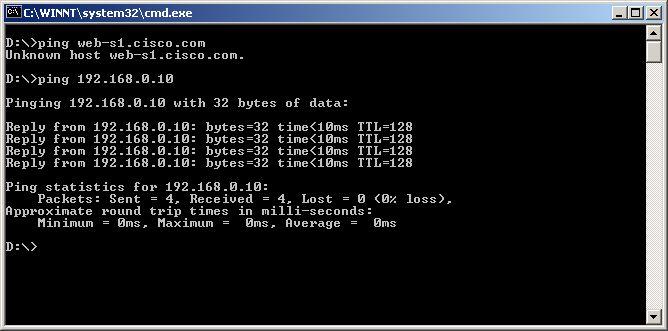 C:\WINNT\system32\cmd.exe
D:\>ping web-s1.cisco.com
Unknown host web-s1.cisco.com.
D:\>ping 192.168.0.10
Pinging 192.168.0.10 with 32 bytes of data:
Reply from 192.168.0.10: bytes=32 time<10ms TTL=128
Reply from 192.168.0.10: bytes=32 time<10ms TTL=128
Reply from 192.168.0.10: bytes=32 time<10ms TTL=128
Reply from 192.168.0.10: bytes=32 time<10ms TTL=128
Ping statistics for 192.168.0.10:
    Packets: Sent = 4, Received = 4, Lost = 0 (0% loss),
Approximate round trip times in milli-seconds:
    Minimum = 0ms, Maximum =  0ms, Average =  0ms
D:\>